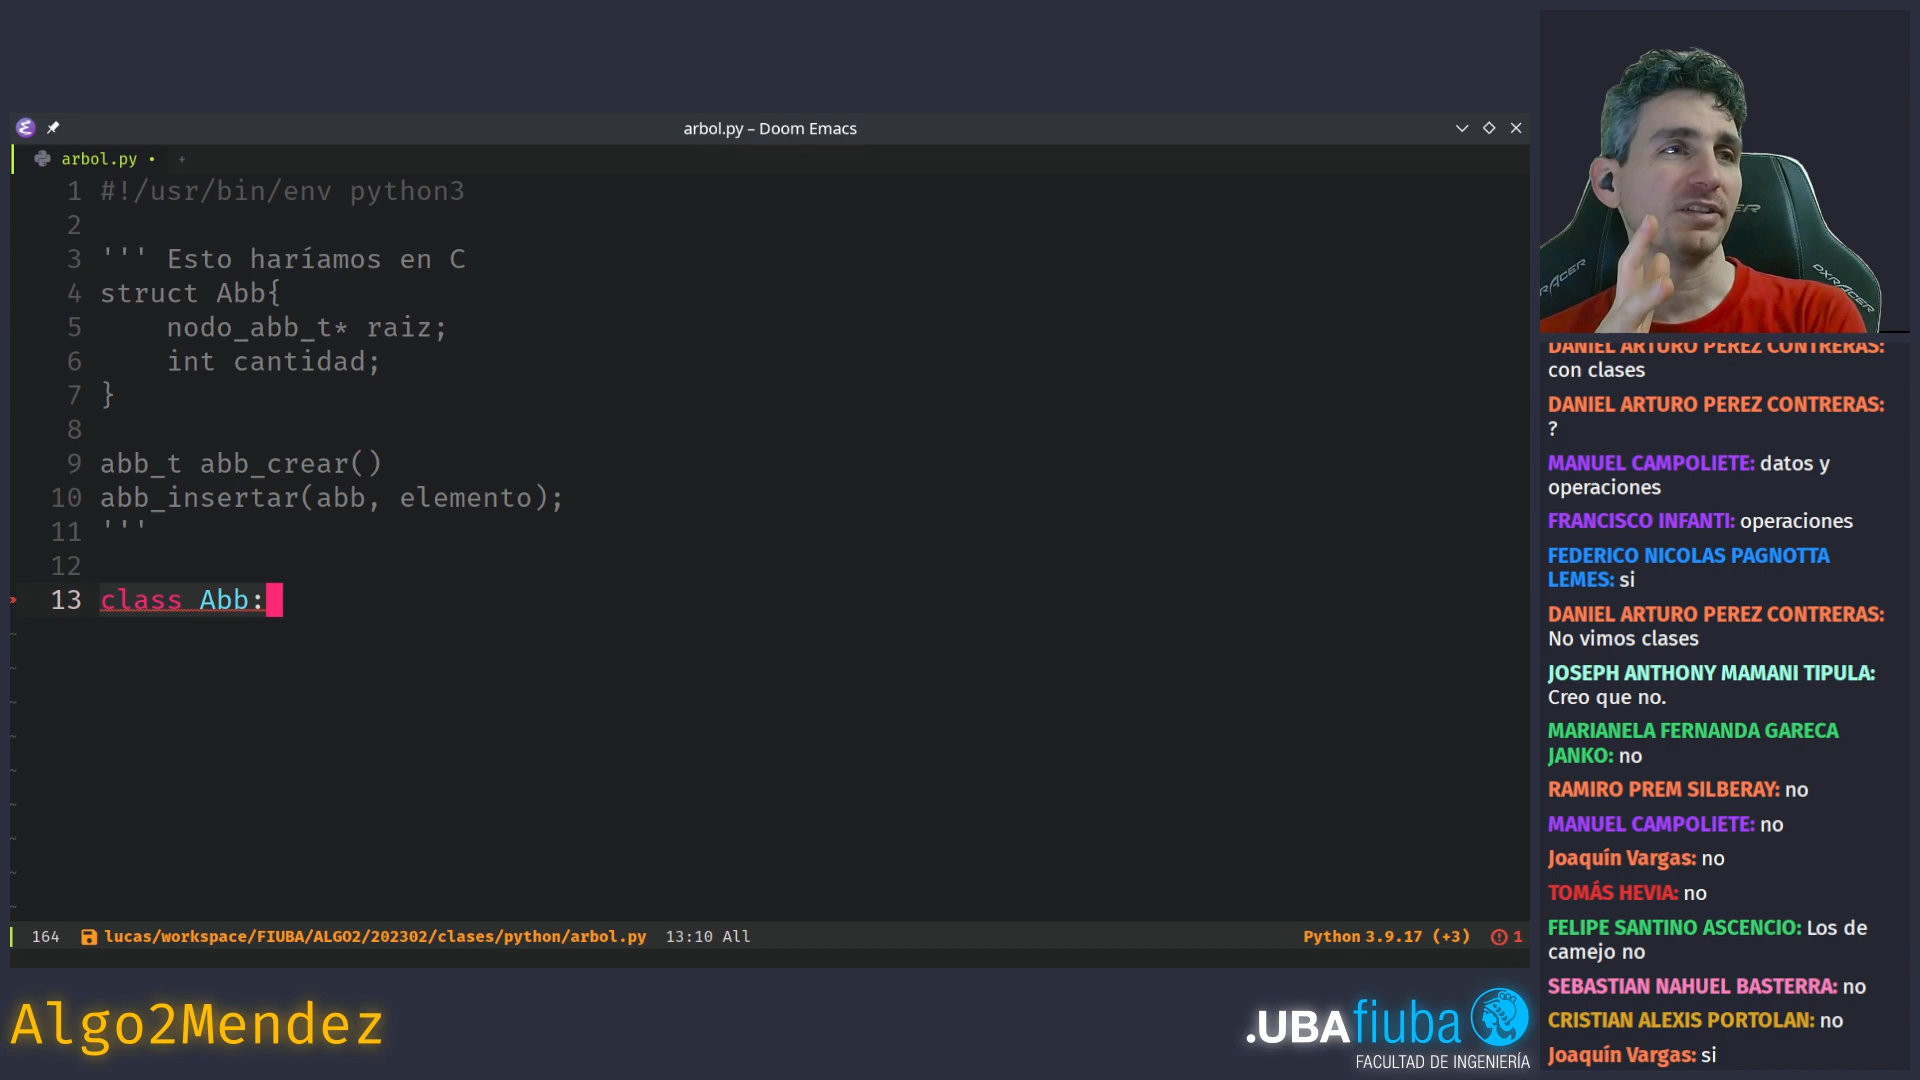 arbol.py – Doom Emacs
arbol.py • +
1 #!/usr/bin/env python3
2
3 ''' Esto haríamos en C
4 struct Abb{
5     nodo_abb_t* raiz;
6     int cantidad;
7 }
8
9 abb_t abb_crear()
10 abb_insertar(abb, elemento);
11 '''
12
13 class Abb:
164 lucas/workspace/FIUBA/ALGO2/202302/clases/python/arbol.py 13:10 All Python 3.9.17 (+3) 1
Algo2Mendez
.UBAfiuba
FACULTAD DE INGENIERÍA
DXRACER
DANIEL ARTURO PEREZ CONTRERAS:
con clases
DANIEL ARTURO PEREZ CONTRERAS:
?
MANUEL CAMPOLIETE: datos y
operaciones
FRANCISCO INFANTI: operaciones
FEDERICO NICOLAS PAGNOTTA
LEMES: si
DANIEL ARTURO PEREZ CONTRERAS:
No vimos clases
JOSEPH ANTHONY MAMANI TIPULA:
Creo que no.
MARIANELA FERNANDA GARECA
JANKO: no
RAMIRO PREM SILBERAY: no
MANUEL CAMPOLIETE: no
Joaquín Vargas: no
TOMÁS HEVIA: no
FELIPE SANTINO ASCENCIO: Los de
camejo no
SEBASTIAN NAHUEL BASTERRA: no
CRISTIAN ALEXIS PORTOLAN: no
Joaquín Vargas: si